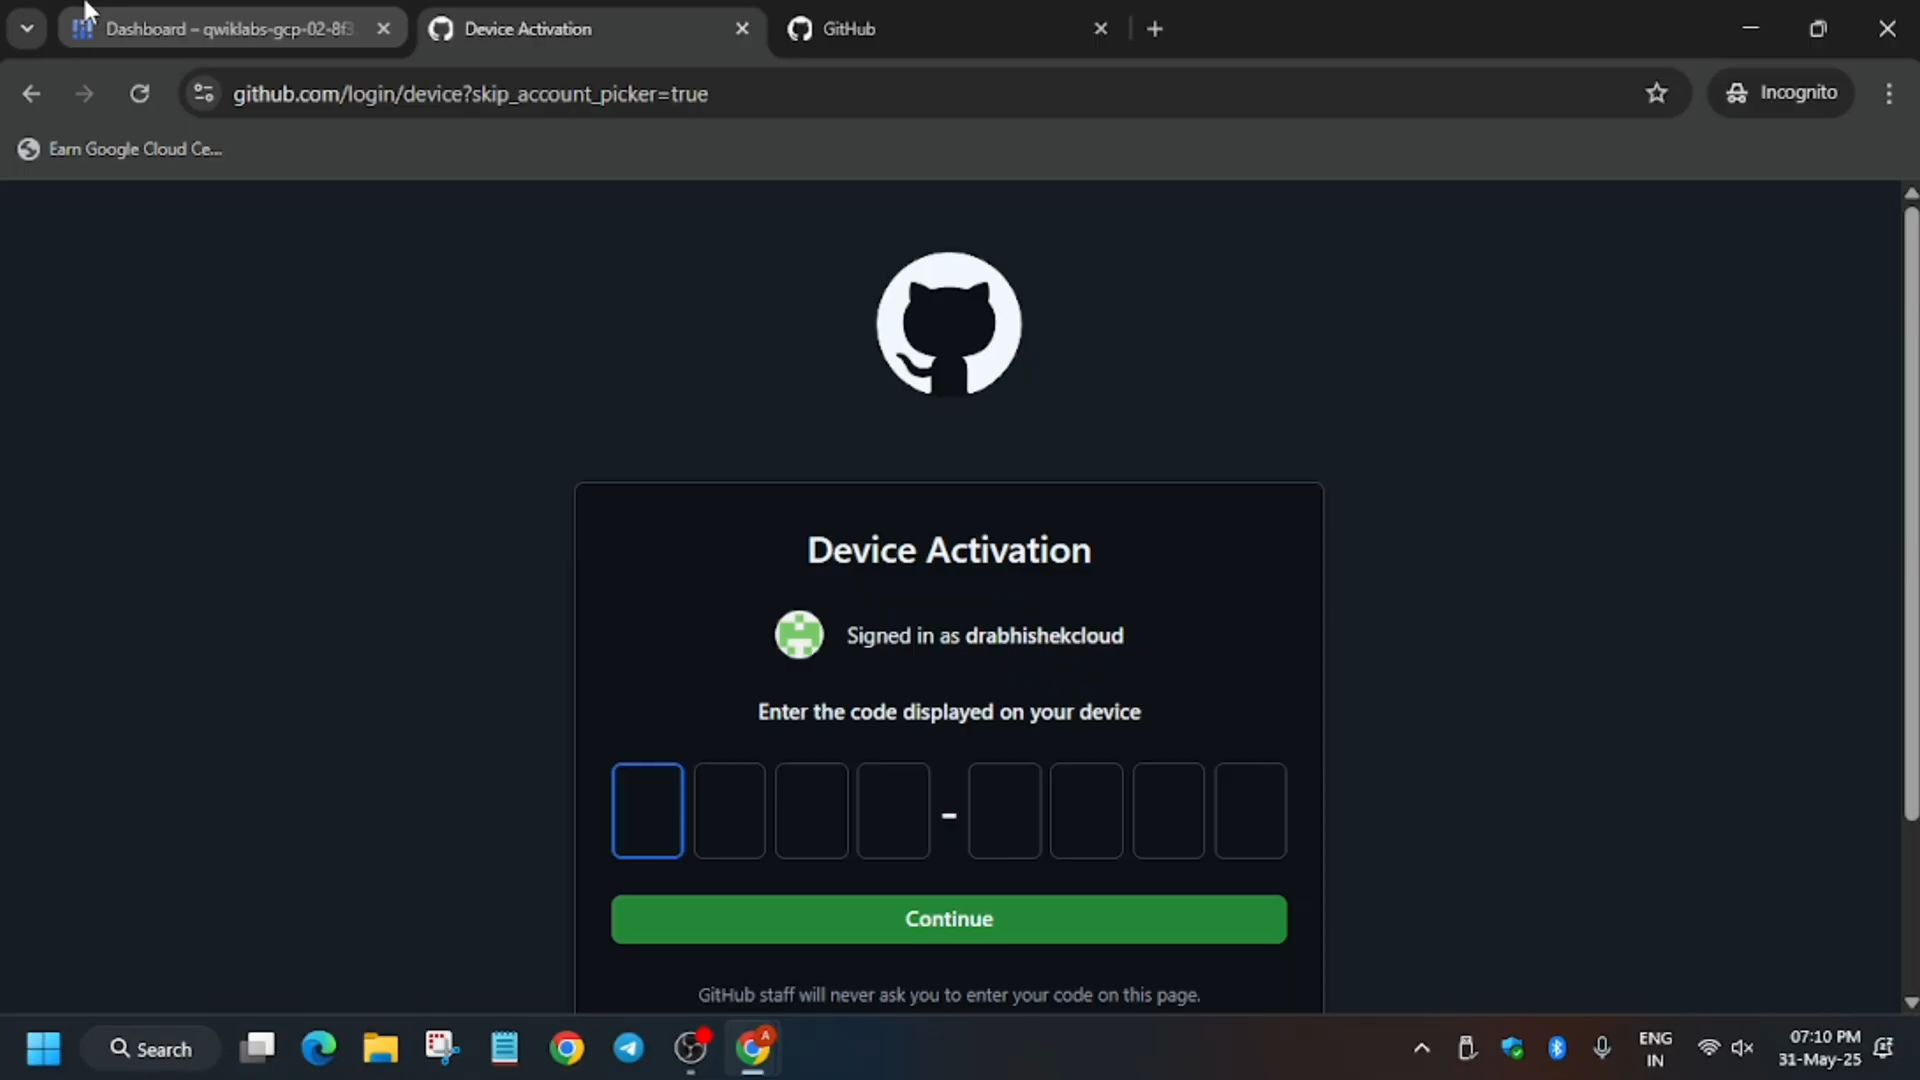 Dashboard – qwiklabs-gcp-02-8f3
Device Activation
GitHub
github.com/login/device?skip_account_picker=true
Incognito
Earn Google Cloud Ce...
Device Activation
Signed in as drabhishekcloud
Enter the code displayed on your device
-
Continue
GitHub staff will never ask you to enter your code on this page.
Search
A
ENG
IN
07:10 PM
31-May-25